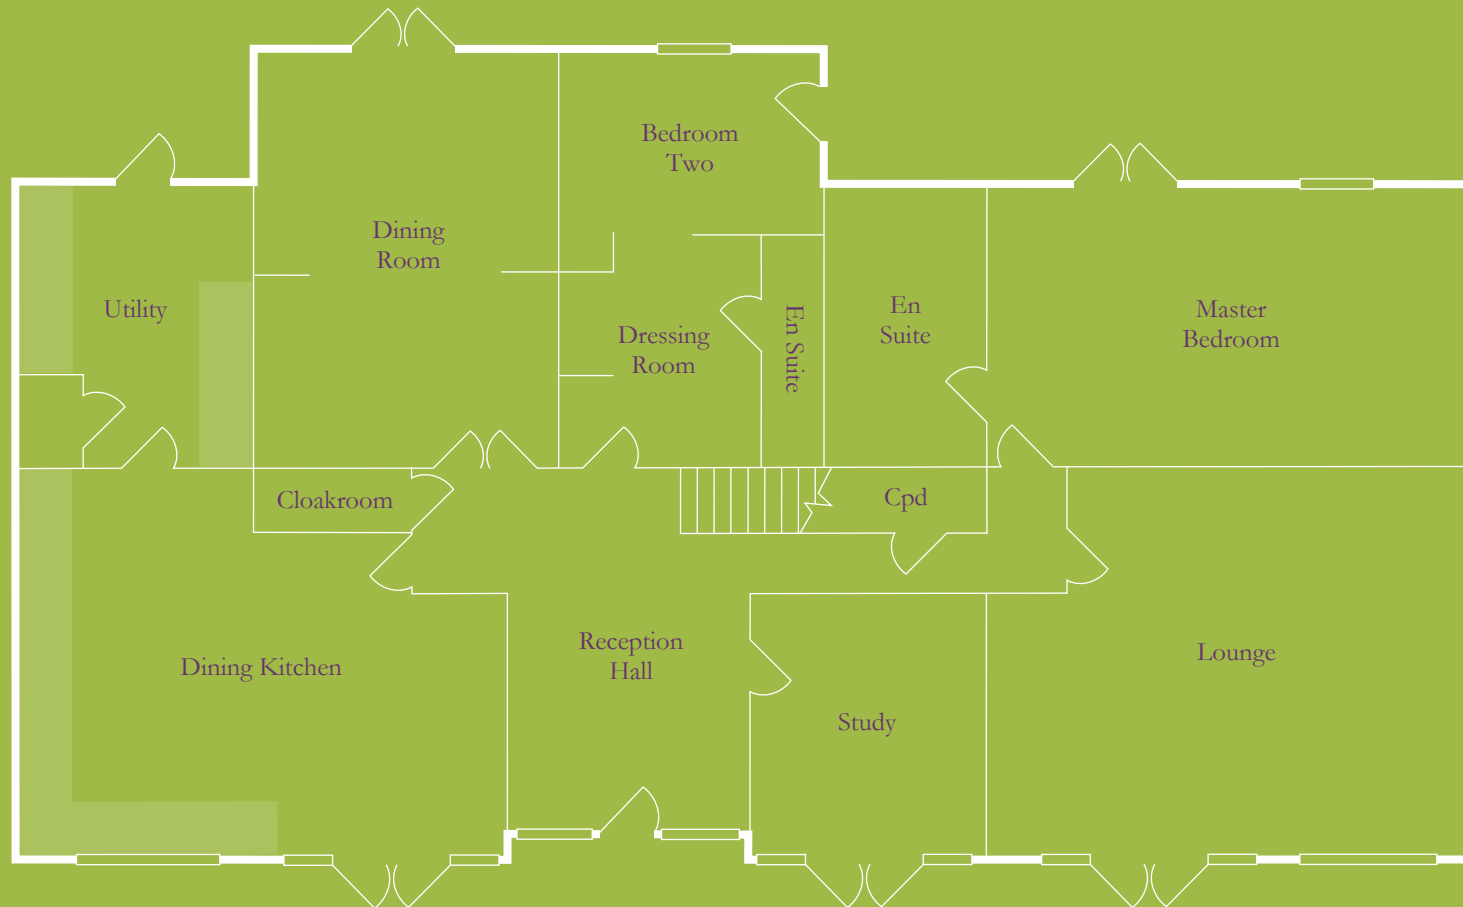 Bedroom
Two
Dining
Room
Utility
En
Suite
Master
Bedroom
Dressing
Room
En Suite
Cloakroom
Cpd
Reception
Hall
Dining Kitchen
Lounge
Study